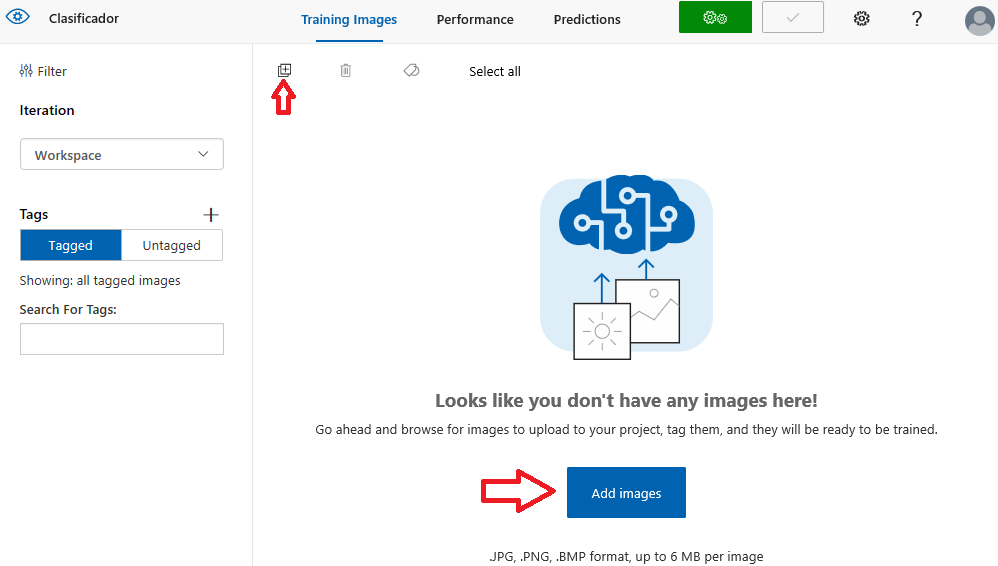 Clasificador
Training Images
Performance
Predictions
?
Filter
Iteration
Workspace
Tags
Tagged
Untagged
Showing: all tagged images
Search For Tags:
Select all
Looks like you don't have any images here!
Go ahead and browse for images to upload to your project, tag them, and they will be ready to be trained.
Add images
.JPG, .PNG, .BMP format, up to 6 MB per image